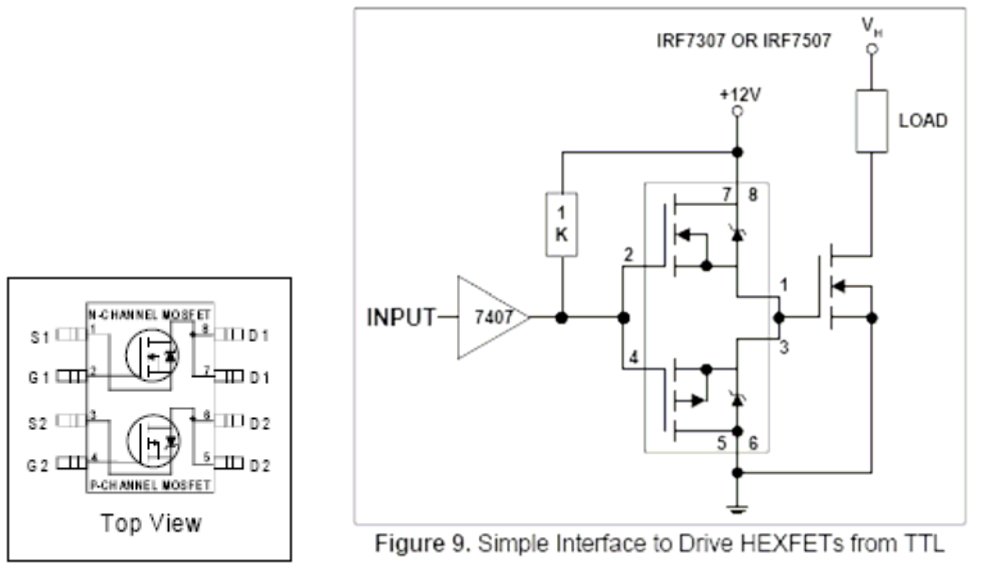 N-CHANNEL MOSFET
S1 1 8 D1
G1 2 7 D1
S2 3 6 D2
G2 4 5 D2
P-CHANNEL MOSFET
Top View
IRF7307 OR IRF7507
VH
+12V
LOAD
1
K
7 8
2
1
INPUT
7407
3
4
5 6
Figure 9. Simple Interface to Drive HEXFETs from TTL